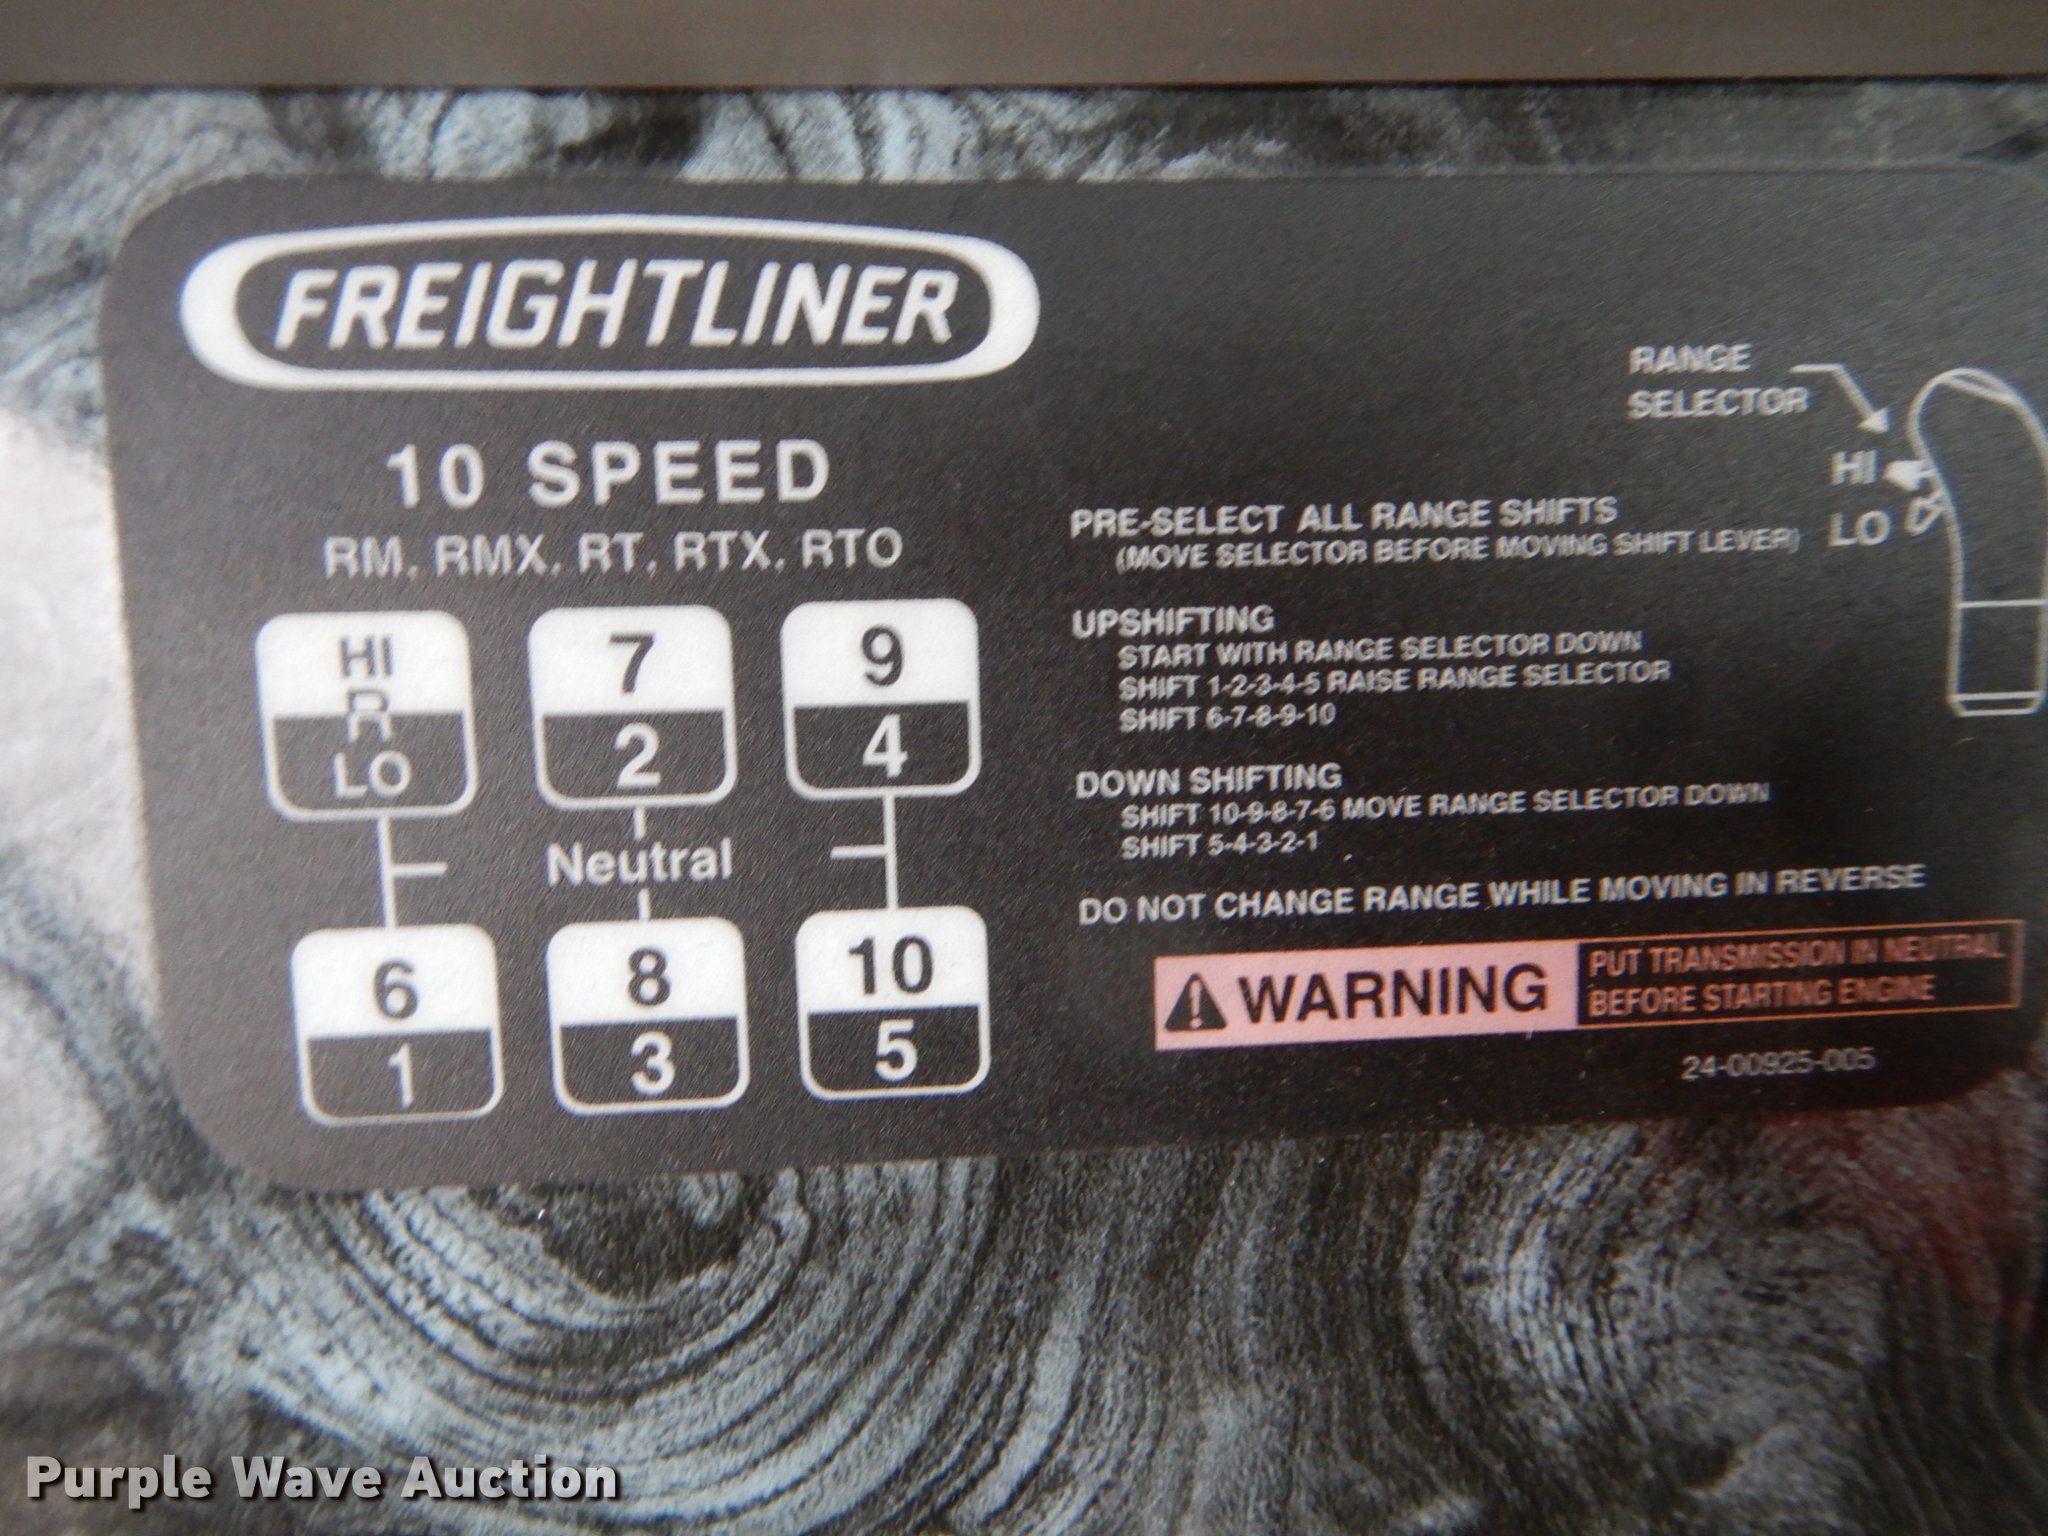 FREIGHTLINER
10 SPEED
RM, RMX, RT, RTX, RTO
HI
R
LO
7
2
9
4
Neutral
6
1
8
3
10
5
RANGE
SELECTOR
HI
LO
PRE-SELECT ALL RANGE SHIFTS
(MOVE SELECTOR BEFORE MOVING SHIFT LEVER)
UPSHIFTING
START WITH RANGE SELECTOR DOWN
SHIFT 1-2-3-4-5 RAISE RANGE SELECTOR
SHIFT 6-7-8-9-10
DOWN SHIFTING
SHIFT 10-9-8-7-6 MOVE RANGE SELECTOR DOWN
SHIFT 5-4-3-2-1
DO NOT CHANGE RANGE WHILE MOVING IN REVERSE
WARNING
PUT TRANSMISSION IN NEUTRAL
BEFORE STARTING ENGINE
24-00925-005
Purple Wave Auction